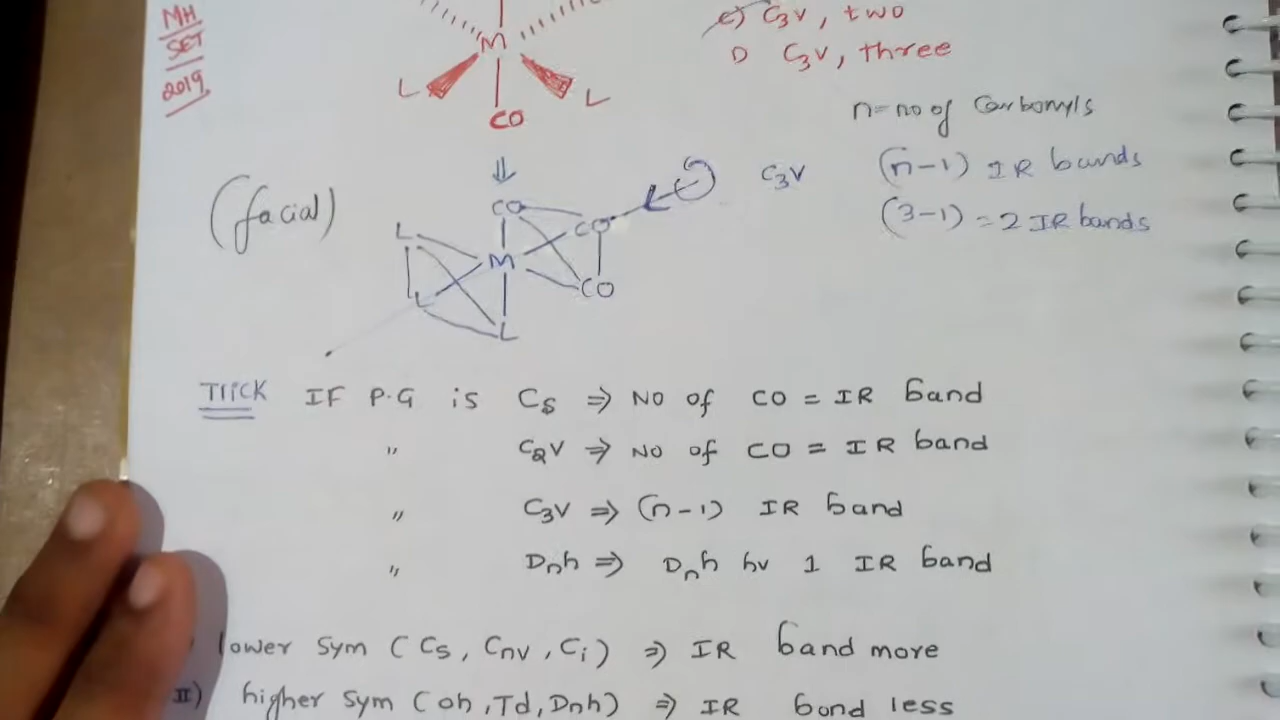 MH
SET
2019
C) C3V, two
D C3V, three
M
L
L
CO
n=no of Carbonyls
(n-1) IR bands
(3-1) = 2 IR bands
C3V
(facial)
CO
CO
L
M
L
CO
L
Trick IF P.G is Cs ⇒ NO of CO = IR band
" C2V ⇒ NO of CO = IR band
" C3V ⇒ (n-1) IR band
" Dnh ⇒ Dnh hv 1 IR band
lower sym (Cs, Cnv, Ci) ⇒ IR band more
II) higher sym (oh, Td, Dnh) ⇒ IR bond less